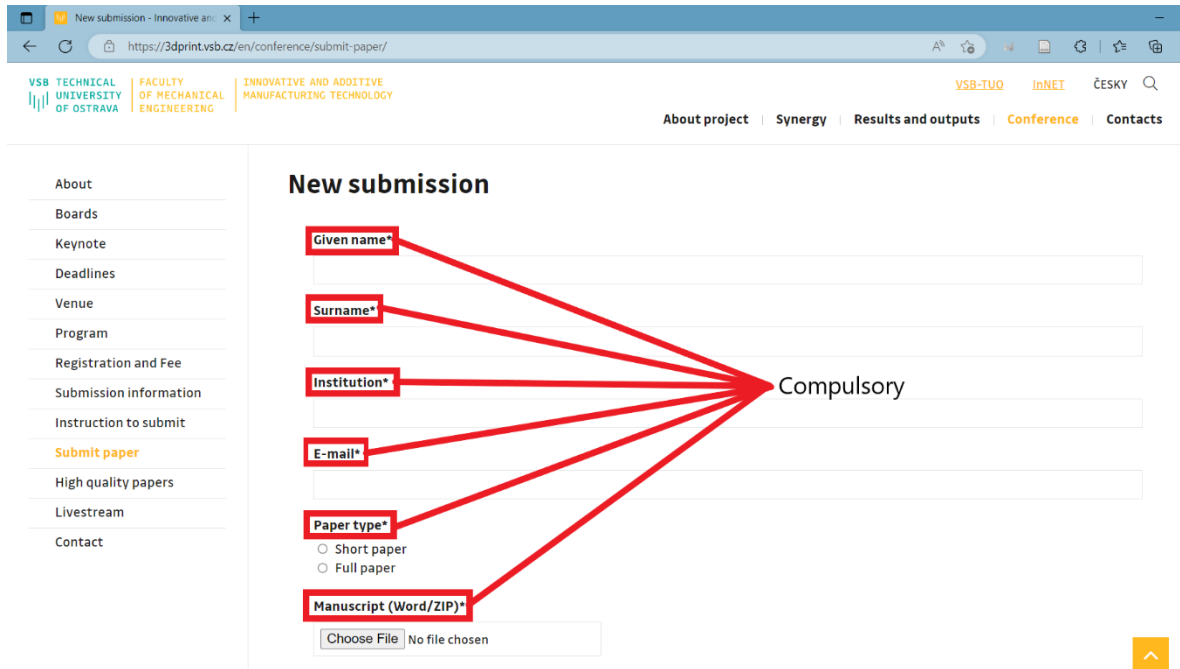 New submission - Innovative and
https://3dprint.vsb.cz/en/conference/submit-paper/
VSB TECHNICAL UNIVERSITY OF OSTRAVA
FACULTY OF MECHANICAL ENGINEERING
INNOVATIVE AND ADDITIVE MANUFACTURING TECHNOLOGY
VSB-TUO InNET ČESKY
About project Synergy Results and outputs Conference Contacts
About
Boards
Keynote
Deadlines
Venue
Program
Registration and Fee
Submission information
Instruction to submit
Submit paper
High quality papers
Livestream
Contact
New submission
Given name*
Surname*
Institution*
Compulsory
E-mail*
Paper type*
Short paper
Full paper
Manuscript (Word/ZIP)*
Choose File No file chosen